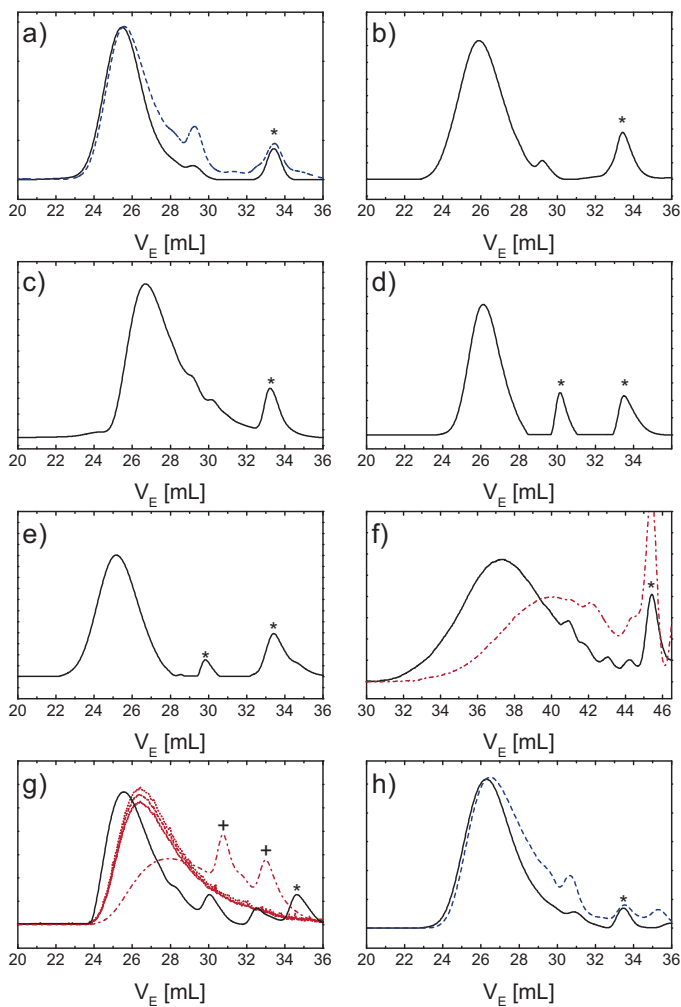 a) b)
* *
20 22 24 26 28 30 32 34 36 20 22 24 26 28 30 32 34 36
V_E [mL] V_E [mL]
c) d)
* * *
20 22 24 26 28 30 32 34 36 20 22 24 26 28 30 32 34 36
V_E [mL] V_E [mL]
e) f)
* * *
20 22 24 26 28 30 32 34 36 30 32 34 36 38 40 42 44 46
V_E [mL] V_E [mL]
g) h)
+ + * *
20 22 24 26 28 30 32 34 36 20 22 24 26 28 30 32 34 36
V_E [mL] V_E [mL]